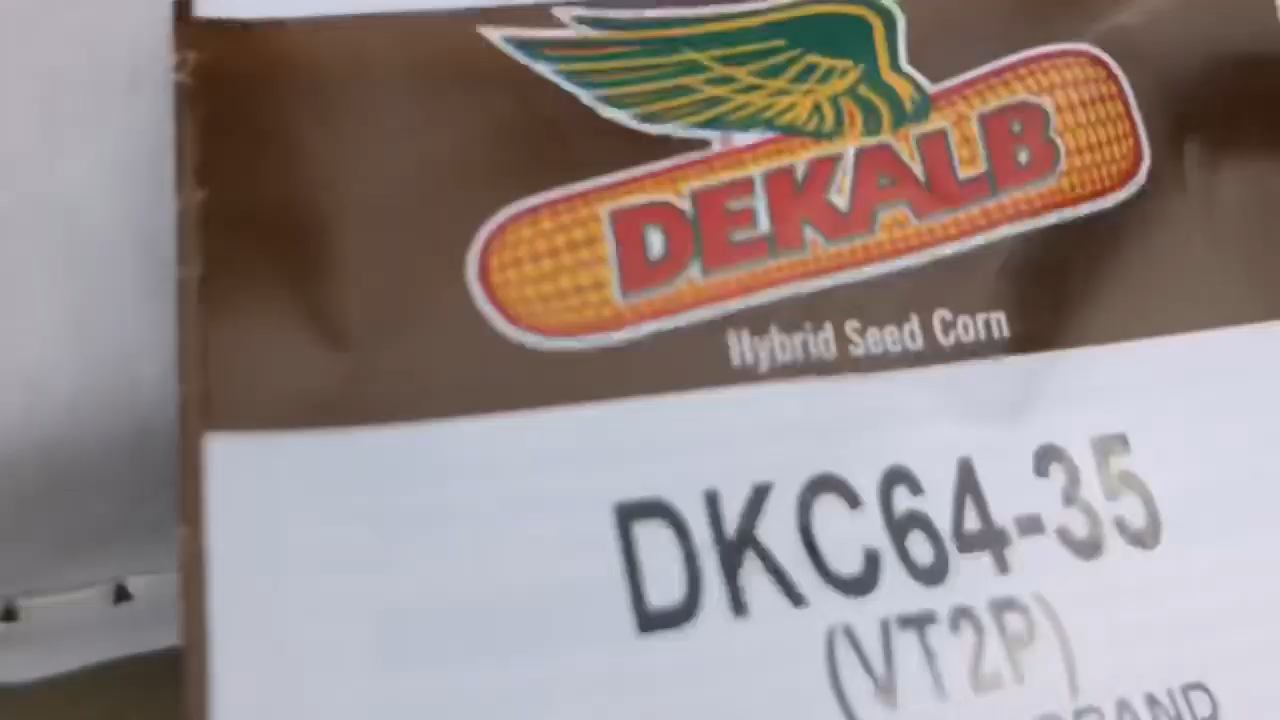 DEKALB
Hybrid Seed Corn
DKC64-35
(VT2P)
BRAND